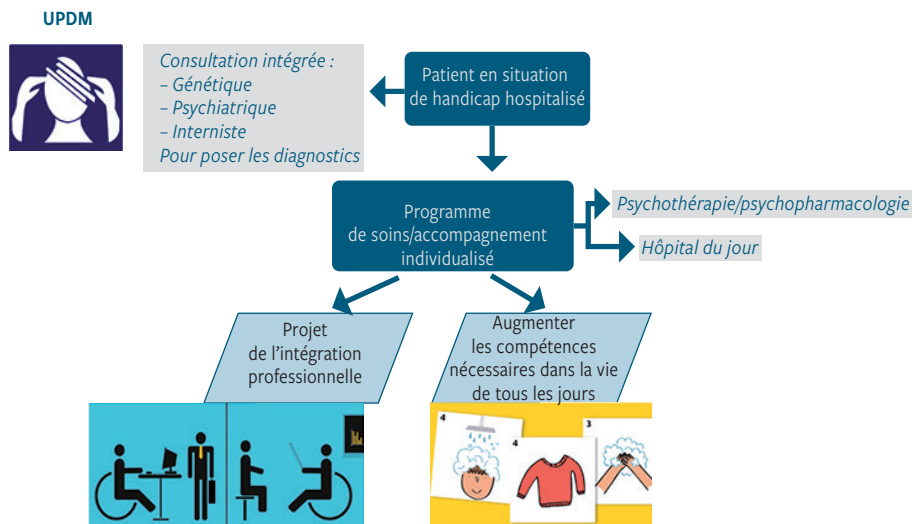 UPDM
Consultation intégrée :
– Génétique
– Psychiatrique
– Interniste
Pour poser les diagnostics
Patient en situation
de handicap hospitalisé
Programme
de soins/accompagnement
individualisé
Psychothérapie/psychopharmacologie
Hôpital du jour
Projet
de l’intégration
professionnelle
Augmenter
les compétences
nécessaires dans la vie
de tous les jours
4
4
3